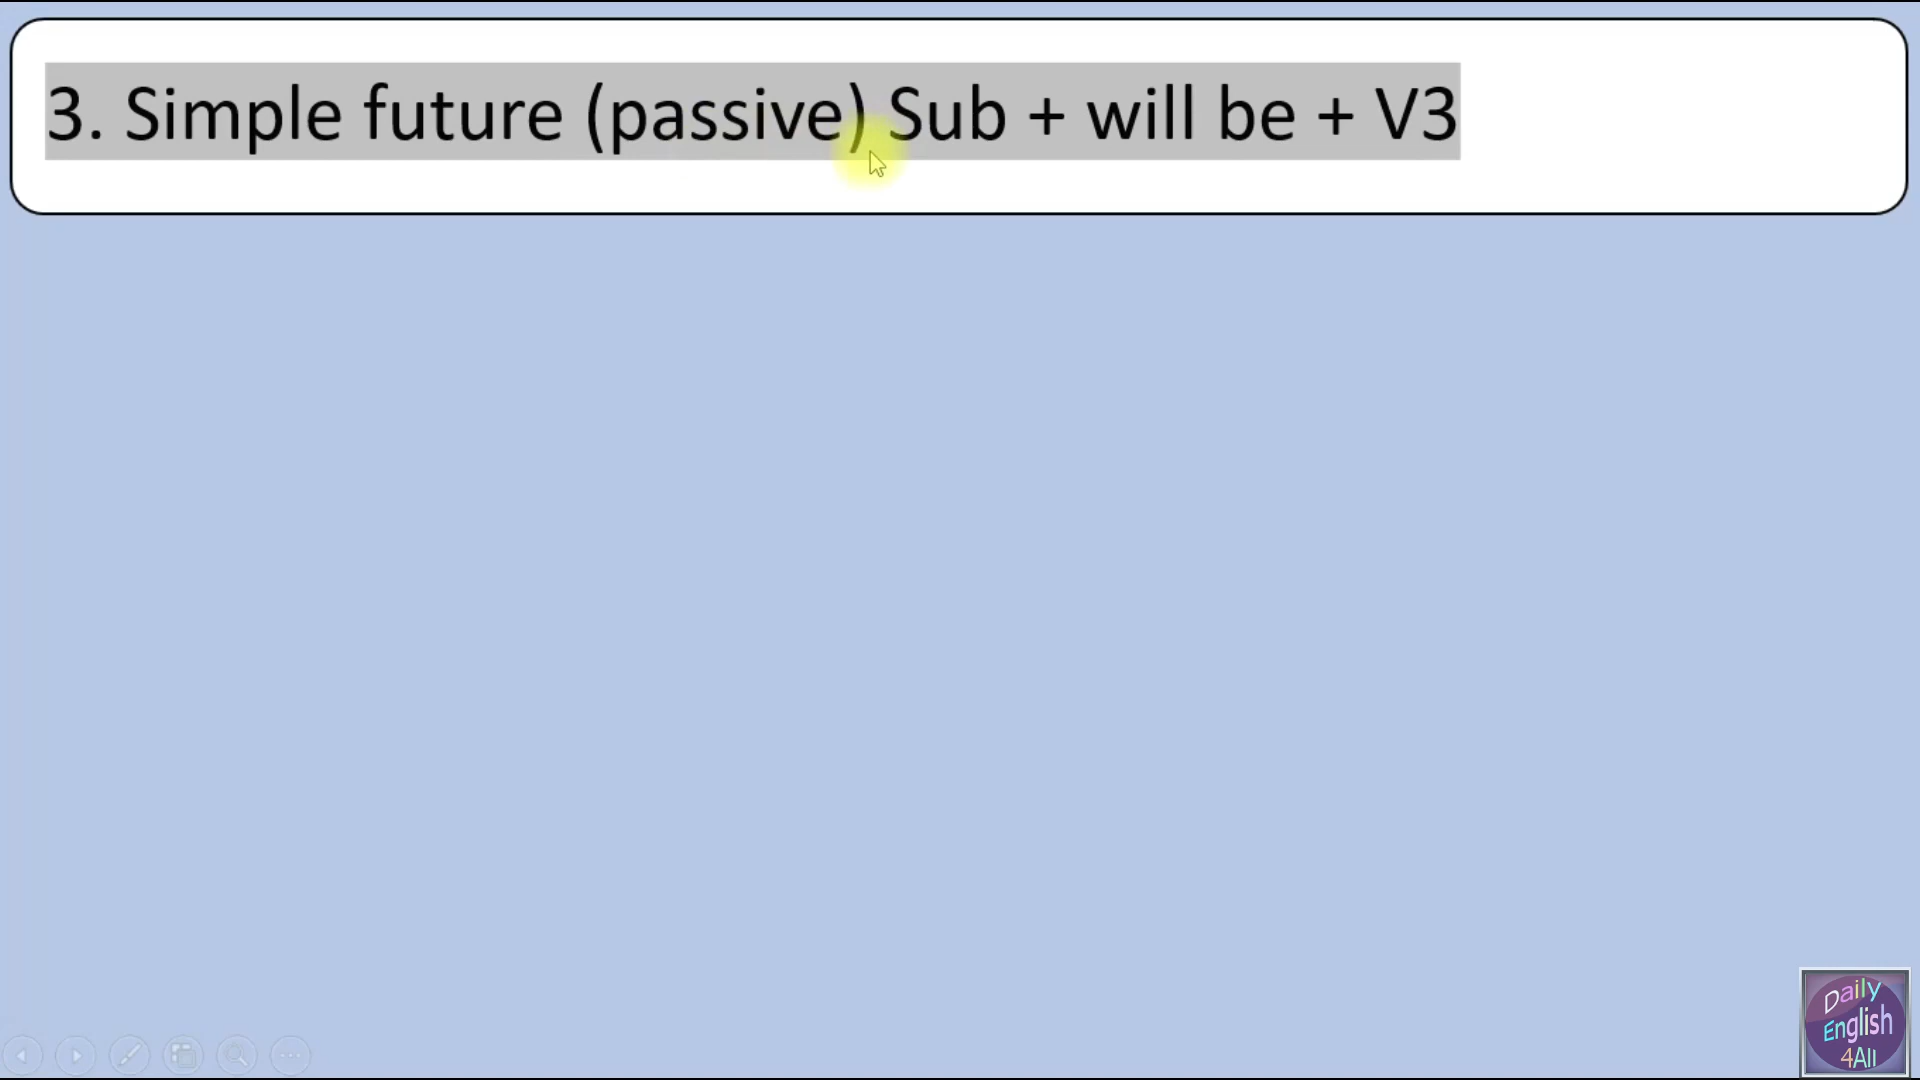 3. Simple future (passive) Sub + will be + V3
Daily
English
4All